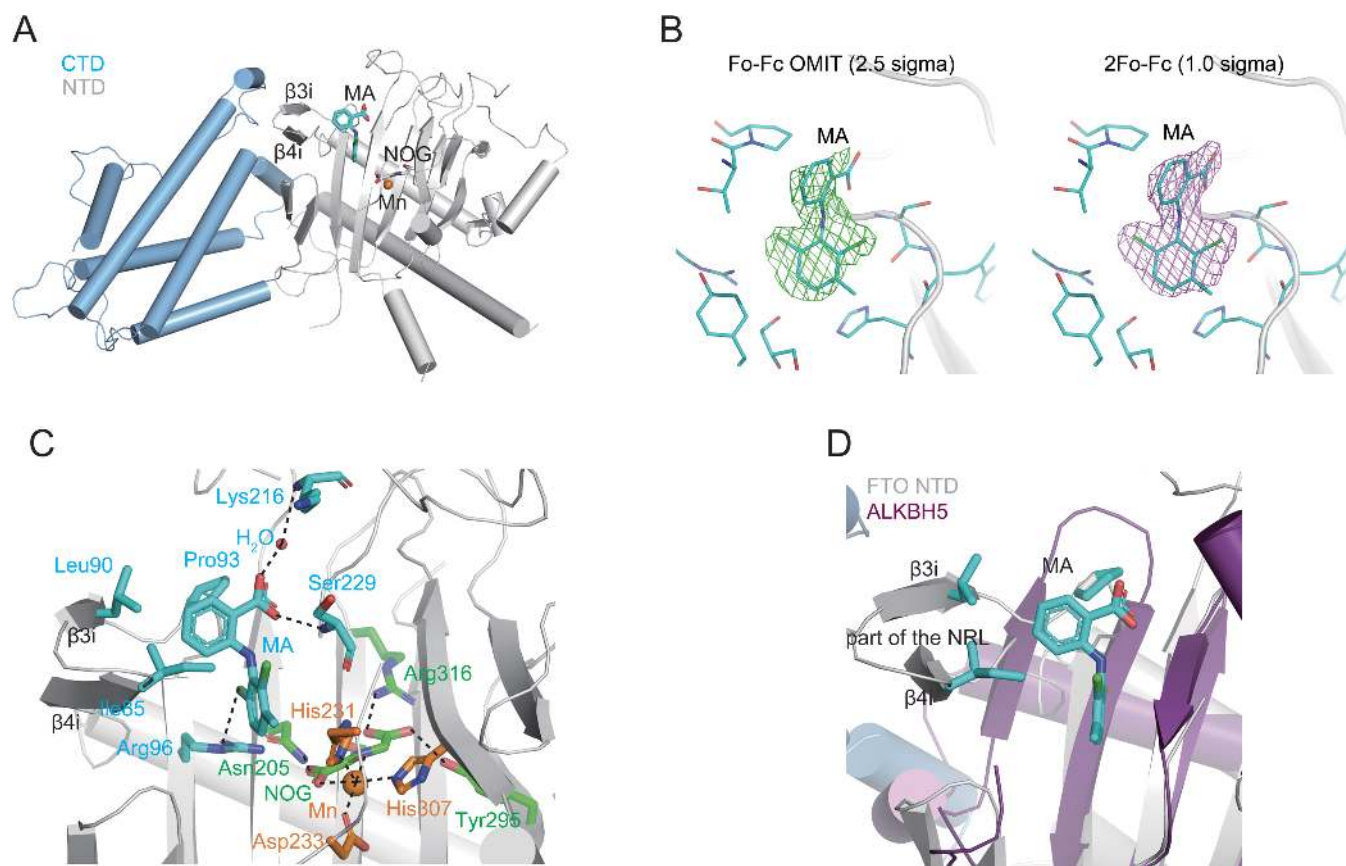 A
CTD
NTD
β3i
MA
β4i
NOG
Mn
B
Fo-Fc OMIT (2.5 sigma)
MA
2Fo-Fc (1.0 sigma)
MA
C
Lys216
H₂O
Leu90
Pro93
Ser229
β3i
MA
Arg316
Ile85
β4i
His231
Arg96
Asn205
NOG
Mn
His307
Tyr295
Asp233
D
FTO NTD
ALKBH5
MA
β3i
part of the NRL
β4i